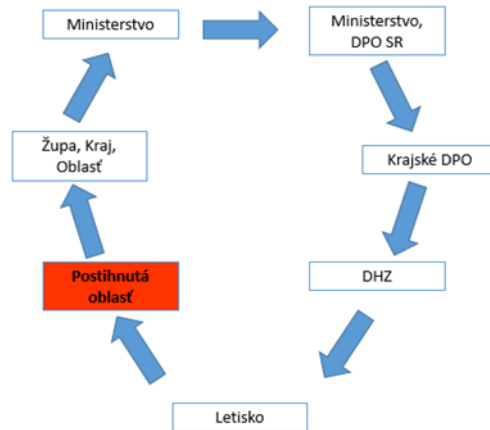 Ministerstvo
Ministerstvo,
DPO SR
Župa, Kraj,
Oblasť
Krajské DPO
Postihnutá
oblasť
DHZ
Letisko